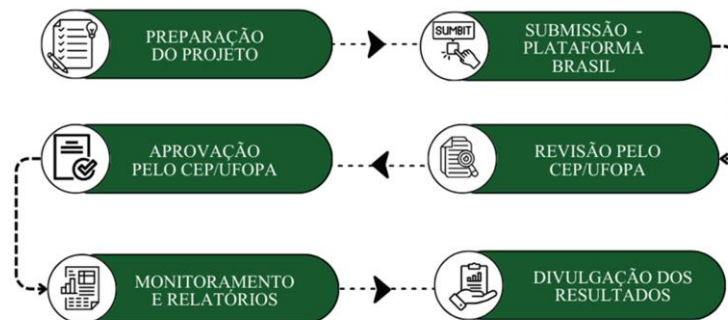 PREPARAÇÃO
DO PROJETO
SUMBIT
SUBMISSÃO -
PLATAFORMA
BRASIL
REVISÃO PELO
CEP/UFOPA
APROVAÇÃO
PELO CEP/UFOPA
MONITORAMENTO
E RELATÓRIOS
DIVULGAÇÃO DOS
RESULTADOS